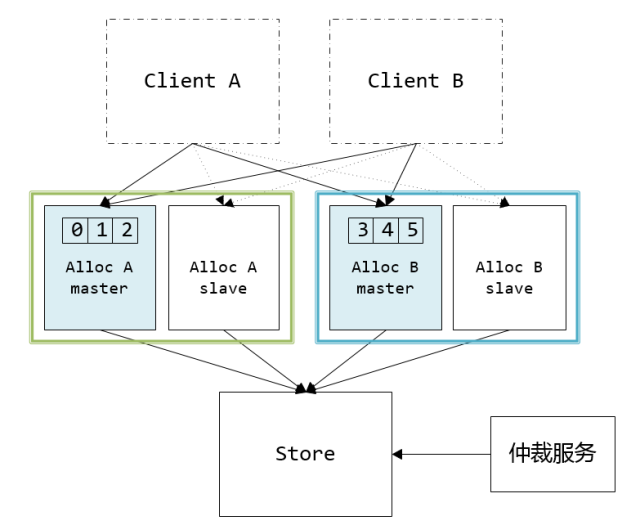 Client A
Client B
0 1 2
Alloc A
master
Alloc A
slave
3 4 5
Alloc B
master
Alloc B
slave
Store
仲裁服务